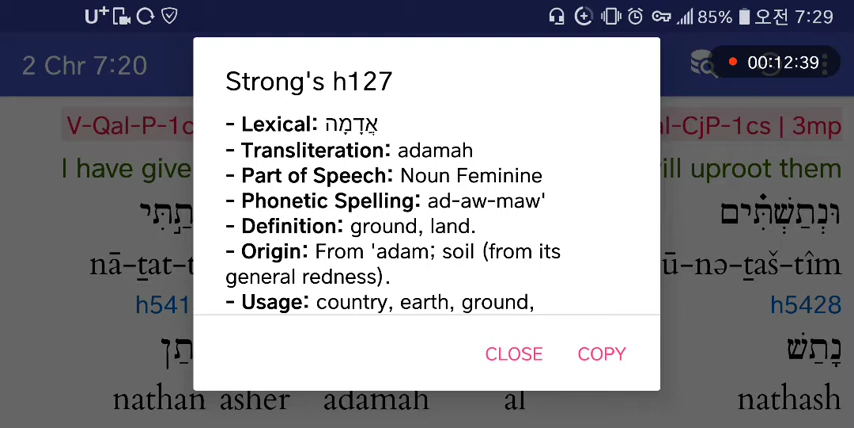 U+ 85% 오전 7:29
2 Chr 7:20 00:12:39
Strong's h127
V-Qal-P-1c al-CjP-1cs | 3mp
- Lexical: אֲדָמָה
- Transliteration: adamah
I have give ill uproot them
- Part of Speech: Noun Feminine
- Phonetic Spelling: ad-aw-maw'
תַ֣תִּי וּנְתַשְׁתִּ֗ים
- Definition: ground, land.
- Origin: From 'adam; soil (from its
nā-ṯat-t ū-nə-ṯaš-tîm
general redness).
- Usage: country, earth, ground,
h541 h5428
תַן נָתַשׁ
CLOSE COPY
nathan asher adamah al nathash